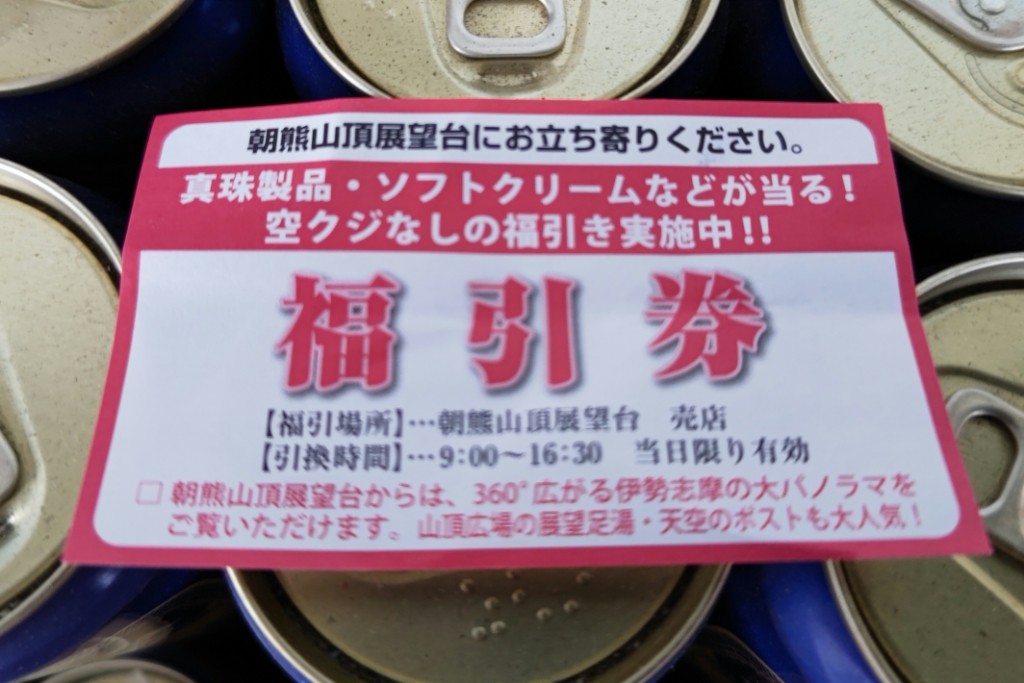 朝熊山頂展望台にお立ち寄りください。
真珠製品・ソフトクリームなどが当る!
空クジなしの福引き実施中!!
福引券
【福引場所】…朝熊山頂展望台 売店
【引換時間】…9:00〜16:30 当日限り有効
□ 朝熊山頂展望台からは、360°広がる伊勢志摩の大パノラマを
ご覧いただけます。山頂広場の展望足湯・天空のポストも大人気!